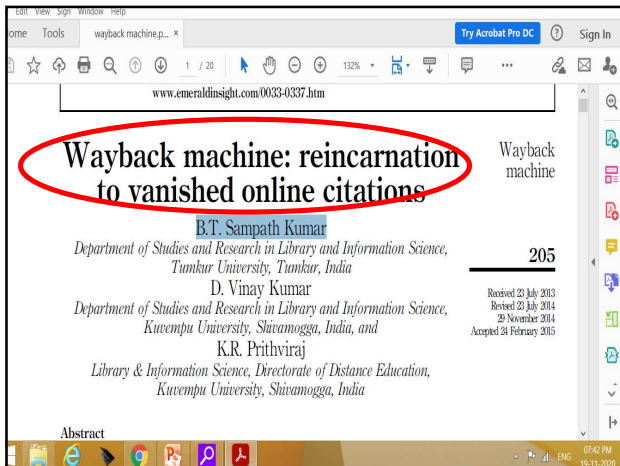 Edit View Sign Window Help
ome Tools wayback machine.p... × Try Acrobat Pro DC ? Sign In
1 / 20 132%
www.emeraldinsight.com/0033-0337.htm
Wayback machine: reincarnation
to vanished online citations
Wayback
machine
B.T. Sampath Kumar
Department of Studies and Research in Library and Information Science,
Tumkur University, Tumkur, India
205
D. Vinay Kumar
Department of Studies and Research in Library and Information Science,
Kuvempu University, Shivamogga, India, and
Received 23 July 2013
Revised 23 July 2014
29 November 2014
Accepted 24 February 2015
K.R. Prithviraj
Library & Information Science, Directorate of Distance Education,
Kuvempu University, Shivamogga, India
Abstract
ENG 07:42 PM
19-11-2020